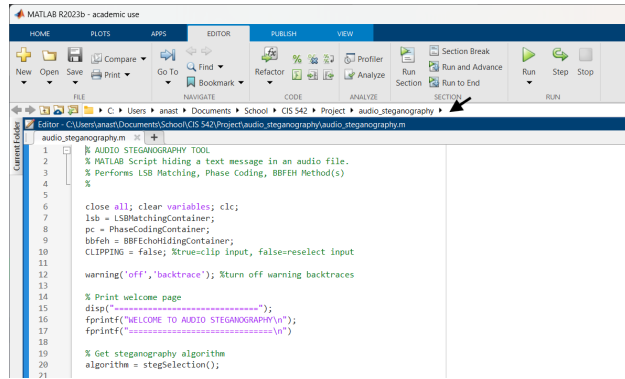 MATLAB R2023b - academic use
HOME PLOTS APPS EDITOR PUBLISH VIEW
New Open Save Compare Print Go To Find Bookmark Refactor Profiler Analyze Run Section Section Break Run and Advance Run to End Run Step Stop
FILE NAVIGATE CODE ANALYZE SECTION RUN
C: Users anast Documents School CIS 542 Project audio_steganography
Current Folder
Editor - C:\Users\anast\Documents\School\CIS 542\Project\audio_steganography\audio_steganography.m
audio_steganography.m × +
1 % AUDIO STEGANOGRAPHY TOOL
2 % MATLAB Script hiding a text message in an audio file.
3 % Performs LSB Matching, Phase Coding, BBFEH Method(s)
4 %
5
6 close all; clear variables; clc;
7 lsb = LSBMatchingContainer;
8 pc = PhaseCodingContainer;
9 bbfeh = BBFEchoHidingContainer;
10 CLIPPING = false; %true=clip input, false=reselect input
11
12 warning('off','backtrace'); %turn off warning backtraces
13
14 % Print welcome page
15 disp("==============================");
16 fprintf("WELCOME TO AUDIO STEGANOGRAPHY\n");
17 fprintf("==============================\n")
18
19 % Get steganography algorithm
20 algorithm = stegSelection();
21